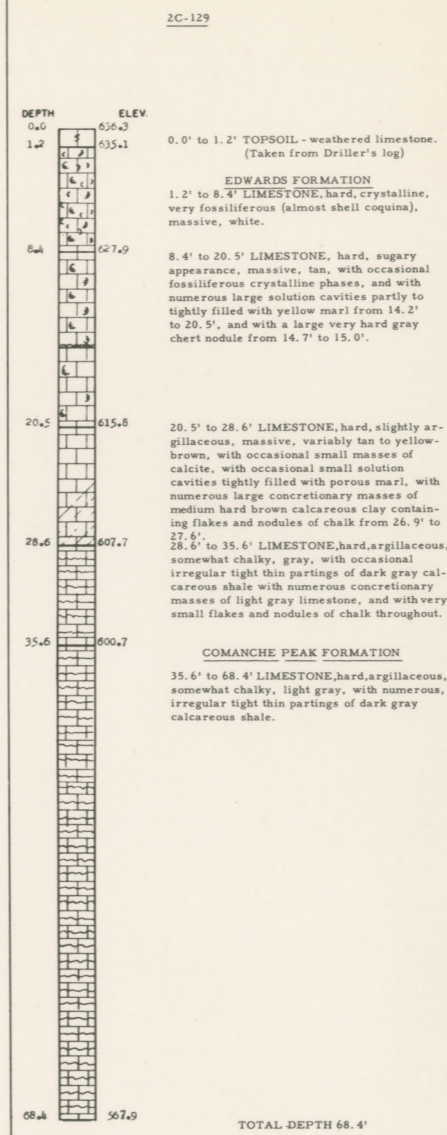 2C-129
DEPTH ELEV.
0.0 636.3
0.0' to 1.2' TOPSOIL - weathered limestone.
1.2 635.1
(Taken from Driller's log)
EDWARDS FORMATION
1.2' to 8.4' LIMESTONE, hard, crystalline,
very fossiliferous (almost shell coquina),
massive, white.
8.4 627.9
8.4' to 20.5' LIMESTONE, hard, sugary
appearance, massive, tan, with occasional
fossiliferous crystalline phases, and with
numerous large solution cavities partly to
tightly filled with yellow marl from 14.2'
to 20.5', and with a large very hard gray
chert nodule from 14.7' to 15.0'.
20.5 615.8
20.5' to 28.6' LIMESTONE, hard, slightly ar-
gillaceous, massive, variably tan to yellow-
brown, with occasional small masses of
calcite, with occasional small solution
cavities tightly filled with porous marl, with
numerous large concretionary masses of
medium hard brown calcareous clay contain-
ing flakes and nodules of chalk from 26.9' to
27.6'.
28.6 607.7
28.6' to 35.6' LIMESTONE,hard,argillaceous,
somewhat chalky, gray, with occasional
irregular tight thin partings of dark gray cal-
careous shale with numerous concretionary
masses of light gray limestone, and with very
small flakes and nodules of chalk throughout.
35.6 600.7
COMANCHE PEAK FORMATION
35.6' to 68.4' LIMESTONE,hard,argillaceous,
somewhat chalky, light gray, with numerous,
irregular tight thin partings of dark gray
calcareous shale.
68.4 567.9
TOTAL DEPTH 68.4'